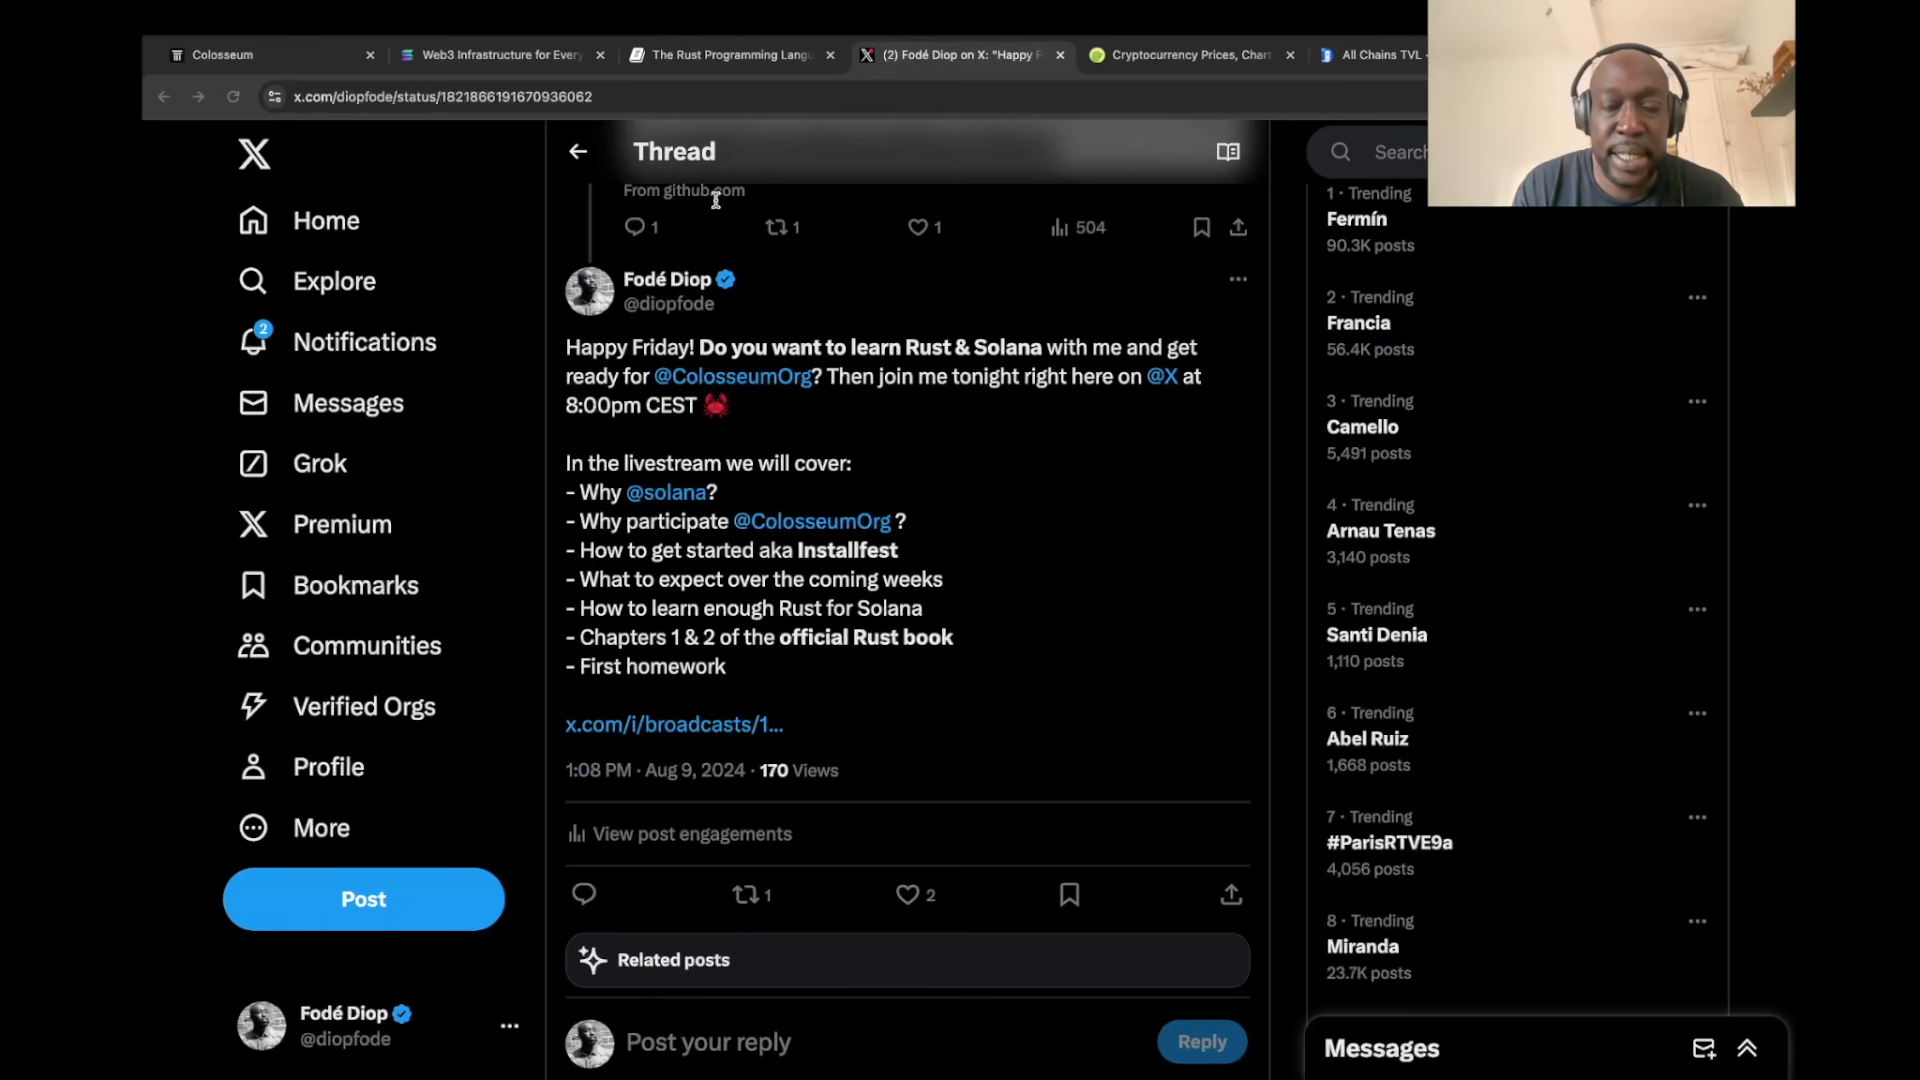 Colosseum
Web3 Infrastructure for Every
The Rust Programming Langu
(2) Fodé Diop on X: "Happy F
Cryptocurrency Prices, Chart
All Chains TVL -
x.com/diopfode/status/1821866191670936062
Home
Explore
2
Notifications
Messages
Grok
Premium
Bookmarks
Communities
Verified Orgs
Profile
More
Post
Fodé Diop
@diopfode
Thread
From github.com
1
1
1
504
Fodé Diop
@diopfode
Happy Friday! Do you want to learn Rust & Solana with me and get
ready for @ColosseumOrg? Then join me tonight right here on @X at
8:00pm CEST 🦀
In the livestream we will cover:
- Why @solana?
- Why participate @ColosseumOrg ?
- How to get started aka Installfest
- What to expect over the coming weeks
- How to learn enough Rust for Solana
- Chapters 1 & 2 of the official Rust book
- First homework
x.com/i/broadcasts/1...
1:08 PM · Aug 9, 2024 · 170 Views
View post engagements
1
2
Related posts
Post your reply
Reply
Search
1 · Trending
Fermín
90.3K posts
2 · Trending
Francia
56.4K posts
3 · Trending
Camello
5,491 posts
4 · Trending
Arnau Tenas
3,140 posts
5 · Trending
Santi Denia
1,110 posts
6 · Trending
Abel Ruiz
1,668 posts
7 · Trending
#ParisRTVE9a
4,056 posts
8 · Trending
Miranda
23.7K posts
Messages